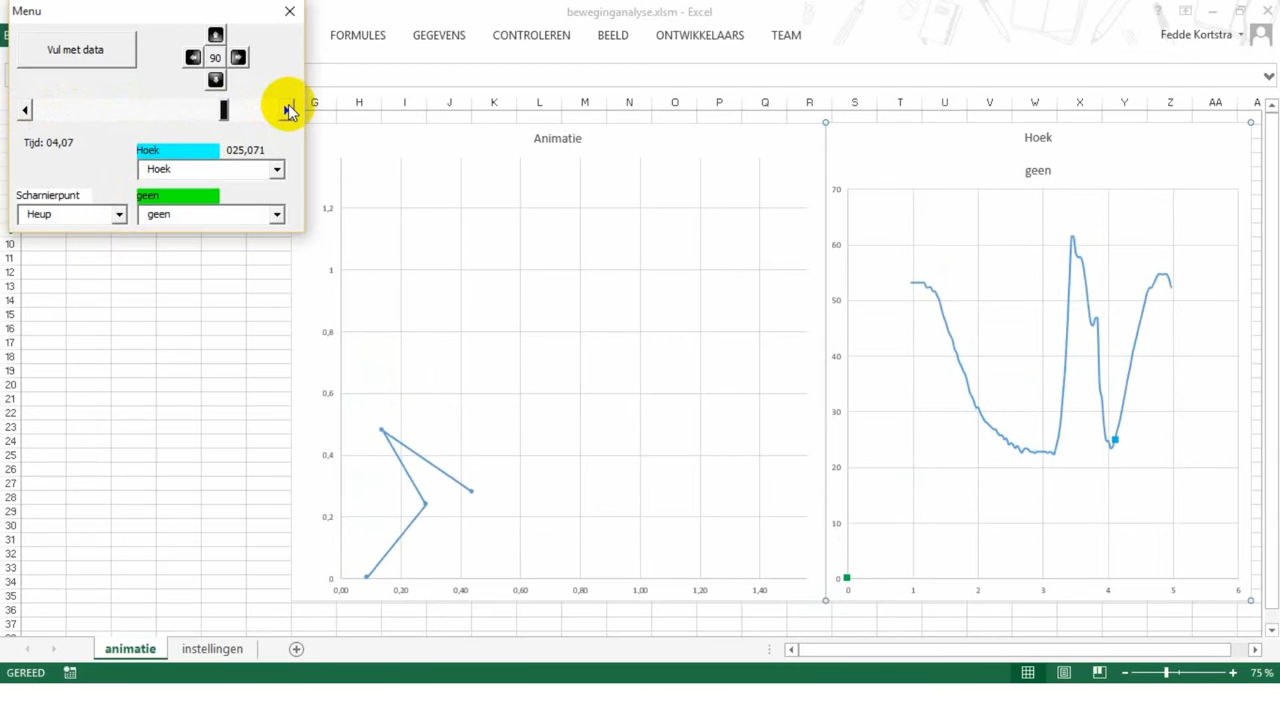 Menu
beweginganalyse.xlsm - Excel
FORMULES GEGEVENS CONTROLEREN BEELD ONTWIKKELAARS TEAM
Fedde Kortstra
Vul met data
90
Tijd: 04,07
Hoek 025,071
Hoek
Scharnierpunt geen
Heup geen
G H I J K L M N O P Q R S T U V W X Y Z AA A
10
11
12
13
14
15
16
17
18
19
20
21
22
23
24
25
26
27
28
29
30
31
32
33
34
35
36
37
Animatie
1,2
1
0,8
0,6
0,4
0,2
0
0,00 0,20 0,40 0,60 0,80 1,00 1,20 1,40
Hoek
geen
70
60
50
40
30
20
10
0
0 1 2 3 4 5 6
animatie instellingen
GEREED
75 %